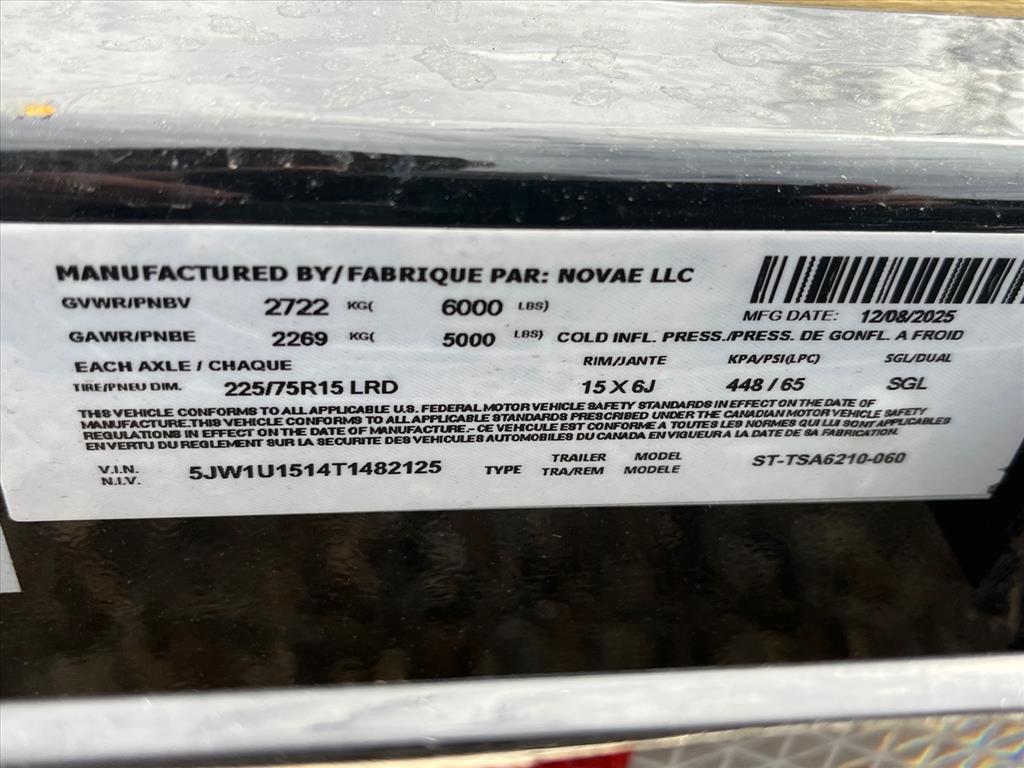 MANUFACTURED BY/FABRIQUE PAR: NOVAE LLC
GVWR/PNBV 2722 KG( 6000 LBS)
MFG DATE: 12/08/2025
GAWR/PNBE 2269 KG( 5000 LBS) COLD INFL. PRESS./PRESS. DE GONFL. A FROID
EACH AXLE / CHAQUE RIM/JANTE KPA/PSI(LPC) SGL/DUAL
TIRE/PNEU DIM. 225/75R15 LRD 15 X 6J 448 / 65 SGL
THIS VEHICLE CONFORMS TO ALL APPLICABLE U.S. FEDERAL MOTOR VEHICLE SAFETY STANDARDS IN EFFECT ON THE DATE OF
MANUFACTURE.THIS VEHICLE CONFORMS TO ALL APPLICABLE STANDARDS PRESCRIBED UNDER THE CANADIAN MOTOR VEHICLE SAFETY
REGULATIONS IN EFFECT ON THE DATE OF MANUFACTURE.- CE VEHICULE EST CONFORME A TOUTES LES NORMES QUI LUI SONT APPLICABLES
EN VERTU DU REGLEMENT SUR LA SECURITE DES VEHICULES AUTOMOBILES DU CANADA EN VIGUEUR A LA DATE DE SA FABRICATION.
V.I.N. 5JW1U1514T1482125 TYPE TRAILER MODEL ST-TSA6210-060
N.I.V. TRA/REM MODELE